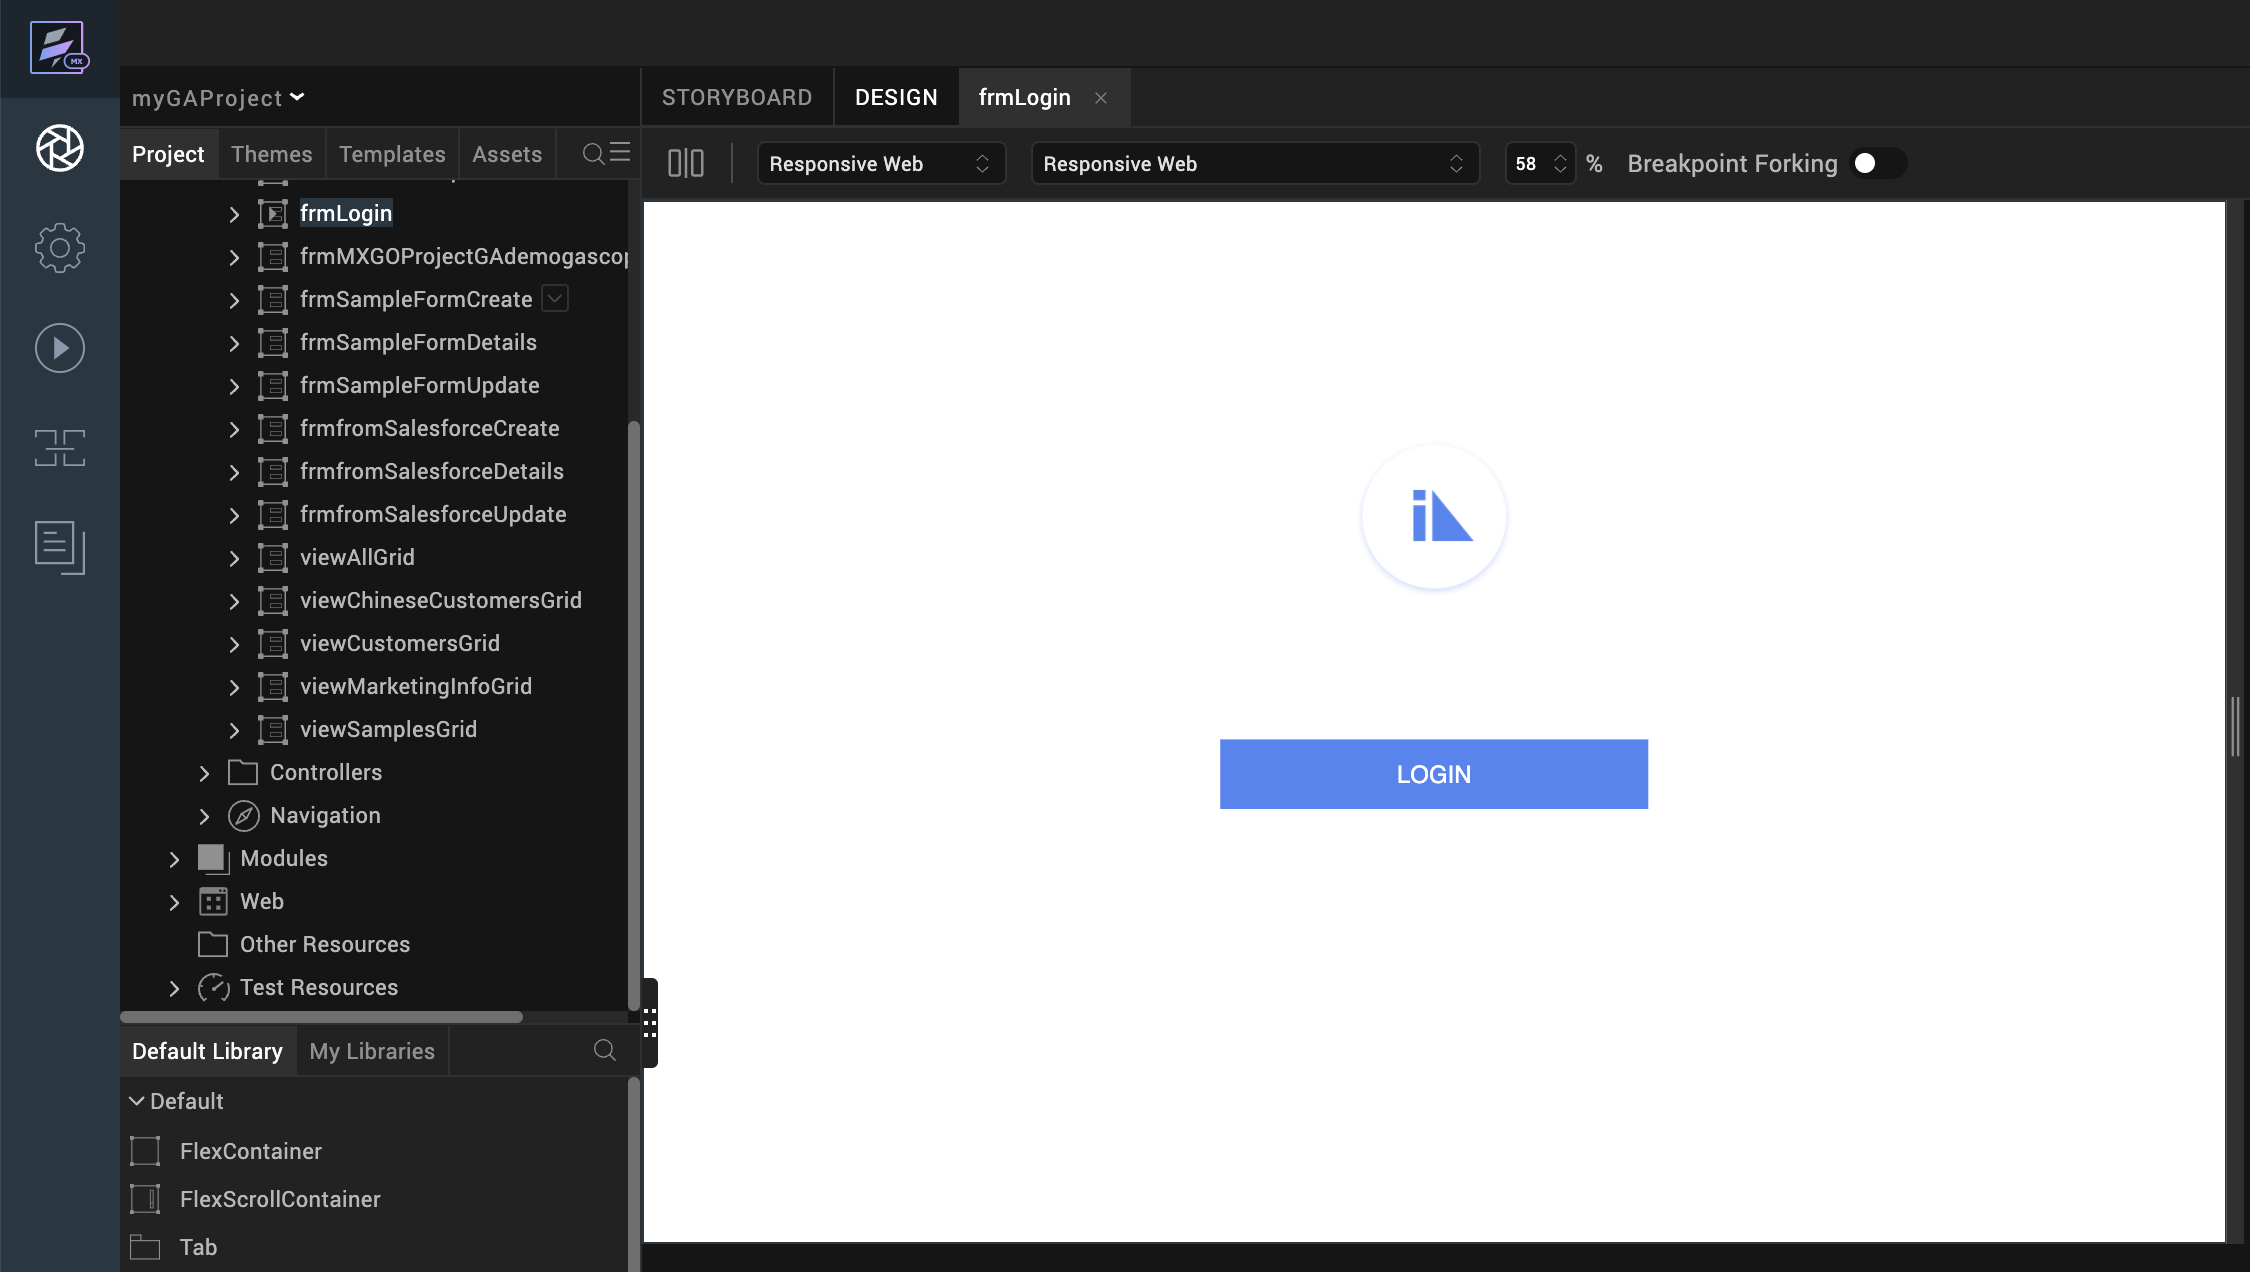 MX
myGAProject
STORYBOARD
DESIGN
frmLogin
Project
Themes
Templates
Assets
Responsive Web
Responsive Web
58
%
Breakpoint Forking
frmLogin
frmMXGOProjectGAdemogascop
frmSampleFormCreate
frmSampleFormDetails
frmSampleFormUpdate
frmfromSalesforceCreate
frmfromSalesforceDetails
frmfromSalesforceUpdate
viewAllGrid
viewChineseCustomersGrid
viewCustomersGrid
viewMarketingInfoGrid
viewSamplesGrid
Controllers
Navigation
Modules
Web
Other Resources
Test Resources
Default Library
My Libraries
Default
FlexContainer
FlexScrollContainer
Tab
LOGIN